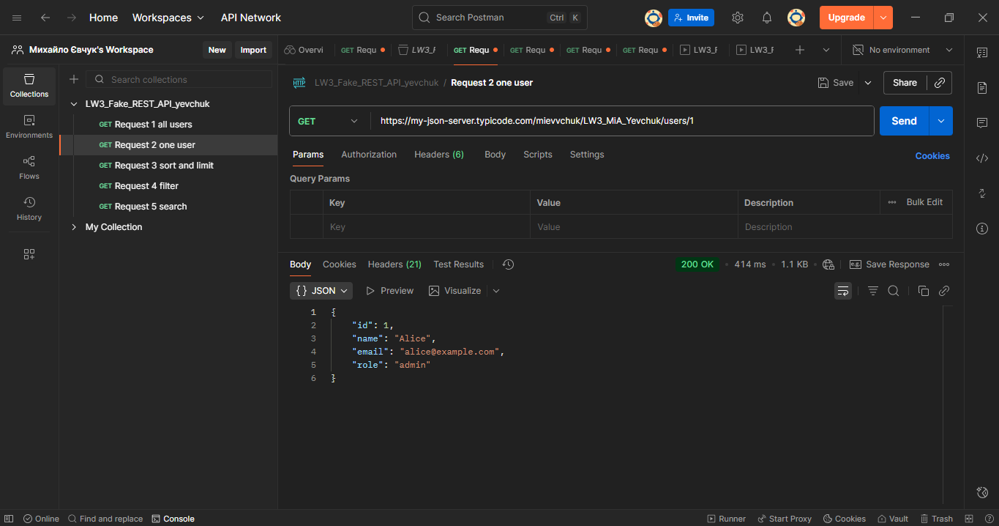 Home Workspaces API Network Search Postman Ctrl K Invite Upgrade
Михайло Євчук's Workspace New Import Overvi GET Requ LW3_F GET Requ GET Requ GET Requ GET Requ LW3_F LW3_F No environment
Search collections
Collections
Environments
Flows
History
LW3_Fake_REST_API_yevchuk
GET Request 1 all users
GET Request 2 one user
GET Request 3 sort and limit
GET Request 4 filter
GET Request 5 search
My Collection
HTTP LW3_Fake_REST_API_yevchuk / Request 2 one user Save Share
GET https://my-json-server.typicode.com/mievvchuk/LW3_MiA_Yevchuk/users/1 Send
Params Authorization Headers (6) Body Scripts Settings Cookies
Query Params
Key Value Description Bulk Edit
Key Value Description
Body Cookies Headers (21) Test Results 200 OK • 414 ms • 1.1 KB • e.g. Save Response
{} JSON Preview Visualize
1 {
2 "id": 1,
3 "name": "Alice",
4 "email": "alice@example.com",
5 "role": "admin"
6 }
Online Find and replace Console Runner Start Proxy Cookies Vault Trash